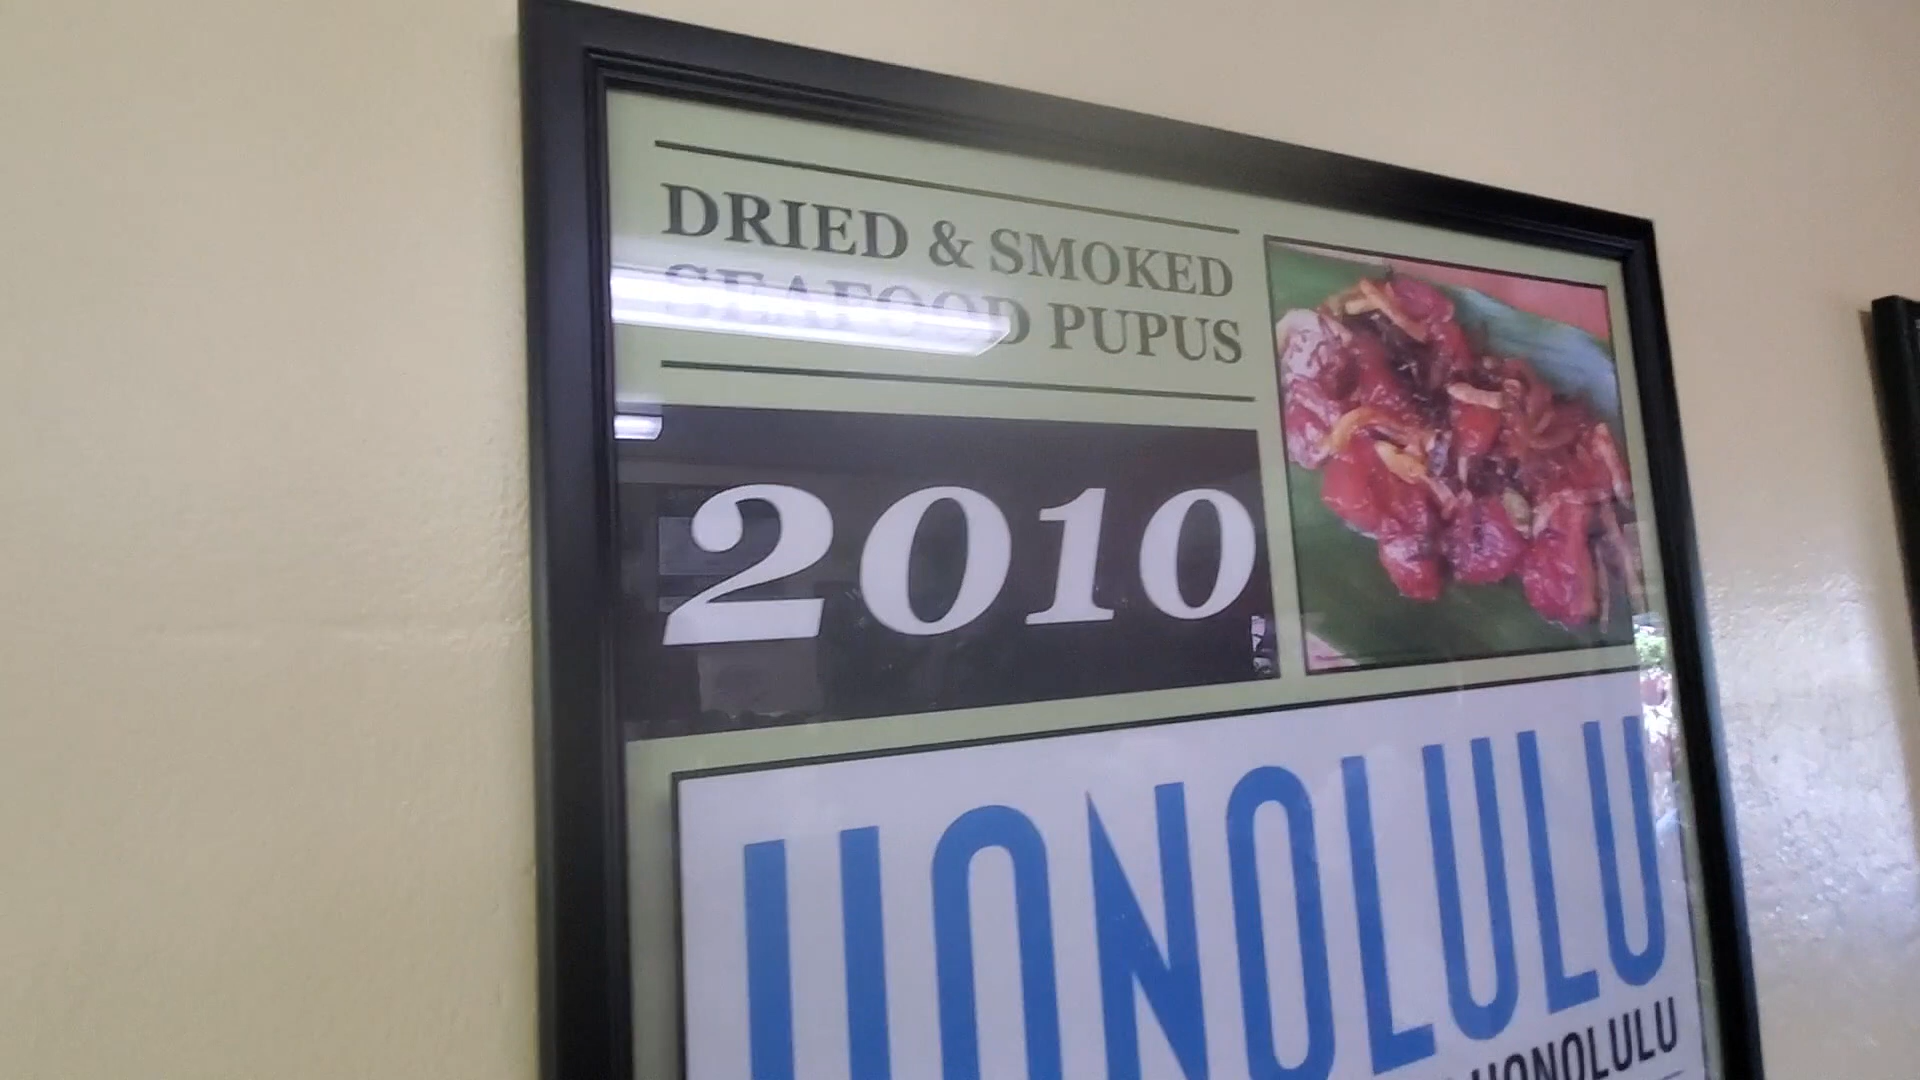 DRIED & SMOKED
SEAFOOD PUPUS
2010
HONOLULU
HONOLULU